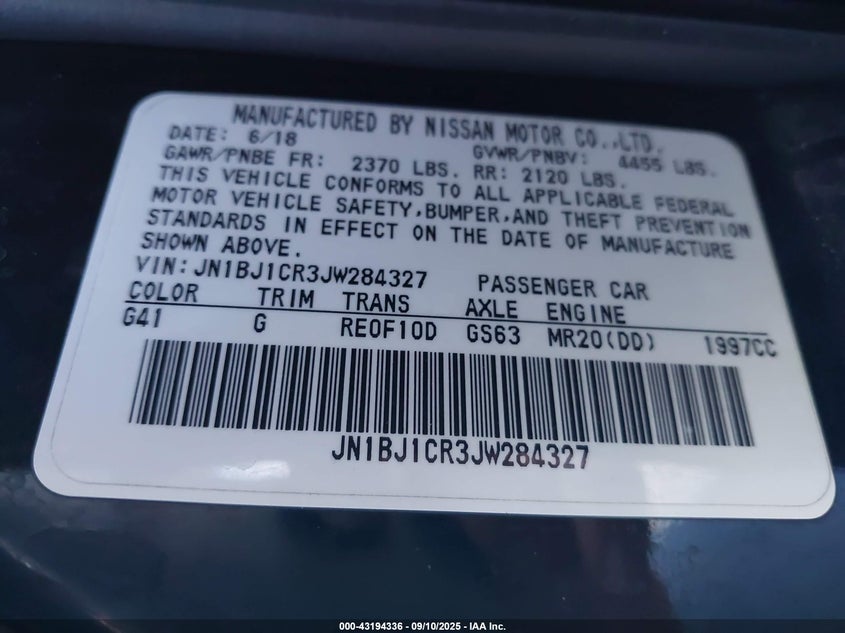 MANUFACTURED BY NISSAN MOTOR CO.,LTD.
DATE: 6/18 GVWR/PNBV: 4455 LBS.
GAWR/PNBE FR: 2370 LBS. RR: 2120 LBS.
THIS VEHICLE CONFORMS TO ALL APPLICABLE FEDERAL
MOTOR VEHICLE SAFETY,BUMPER,AND THEFT PREVENTION
STANDARDS IN EFFECT ON THE DATE OF MANUFACTURE
SHOWN ABOVE.
VIN: JN1BJ1CR3JW284327 PASSENGER CAR
COLOR TRIM TRANS AXLE ENGINE
G41 G RE0F10D GS63 MR20(DD) 1997CC
JN1BJ1CR3JW284327
000-43194336 - 09/10/2025 - IAA Inc.